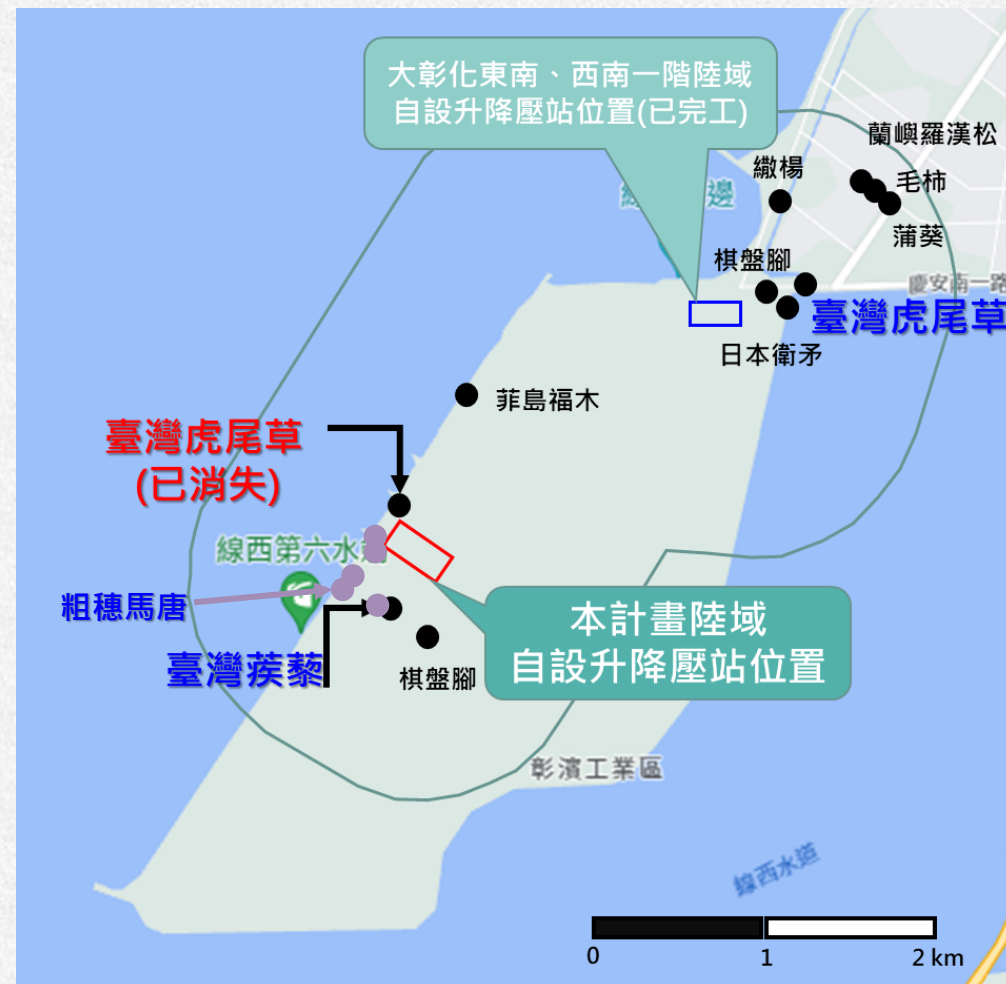 大彰化東南、西南一階陸域
自設升降壓站位置(已完工)
蘭嶼羅漢松
繖楊
毛柿
邊
蒲葵
棋盤腳
慶安南一路
臺灣虎尾草
日本衛矛
菲島福木
臺灣虎尾草
(已消失)
線西第六水
粗穗馬唐
本計畫陸域
自設升降壓站位置
臺灣蒺藜
棋盤腳
彰濱工業區
線西水道
0 1 2 km